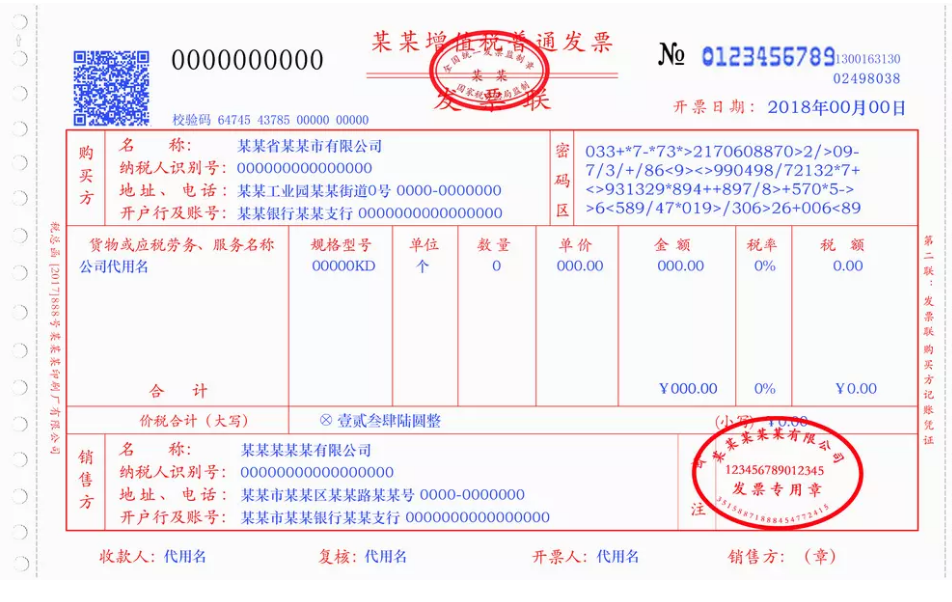 某某增值税普通发票
发票联
全国统一发票监制章
某某
国家税务局监制
0000000000
№ 0123456789
1300163130
02498038
校验码 64745 43785 00000 00000
开票日期：2018年00月00日
购买方
名称：某某省某某市有限公司
纳税人识别号：000000000000000
地址、电话：某某工业园某某街道0号 0000-0000000
开户行及账号：某某银行某某支行 0000000000000000
密码区
033+*7-*73*>2170608870>2/>09-
7/3/+/86<9><>990498/72132*7+
<>931329*894++897/8>+570*5->
>6<589/47*019>/306>26+006<89
货物或应税劳务、服务名称 规格型号 单位 数量 单价 金额 税率 税额
公司代用名 00000KD 个 0 000.00 000.00 0% 0.00
合计 ￥000.00 0% ￥0.00
价税合计（大写） ⊗ 壹贰叁肆陆圆整 (小写) ￥0.00
销售方
名称：某某某某某有限公司
纳税人识别号：00000000000000000
地址、电话：某某市某某区某某路某某号 0000-0000000
开户行及账号：某某市某某银行某某支行 0000000000000000
注
某某某某某有限公司
123456789012345
发票专用章
收款人：代用名 复核：代用名 开票人：代用名 销售方：（章）
税总函 [2017]888号某某某某印刷厂有限公司
第二联：发票联 购买方记账凭证